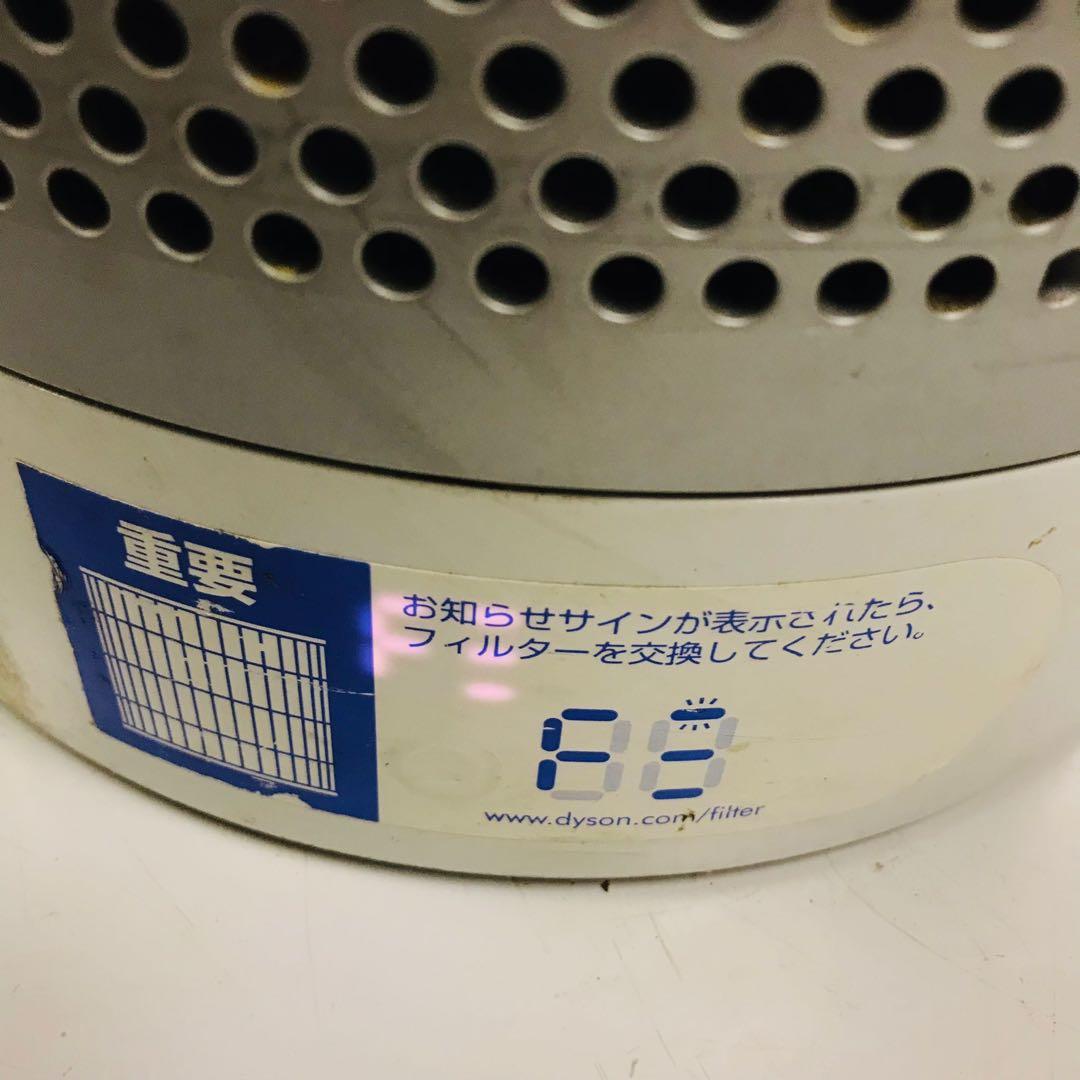 重要
お知らせサインが表示されたら、
フィルターを交換してください。
www.dyson.com/filter